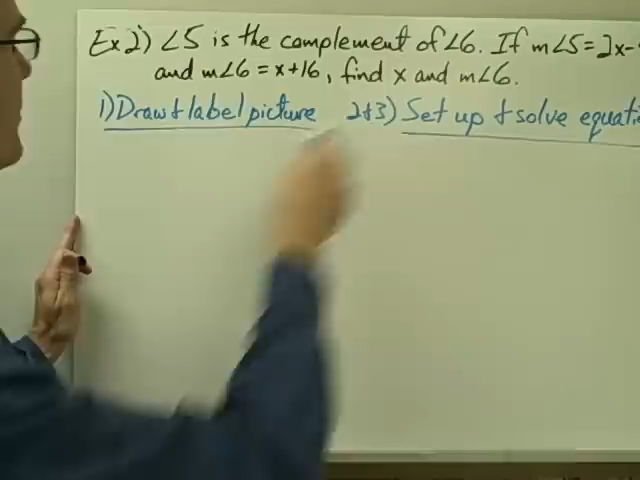 Ex 2) ∠5 is the complement of ∠6. If m∠5 = 2x-
and m∠6 = x+16, find x and m∠6.
1) Draw & label picture 2&3) Set up & solve equati